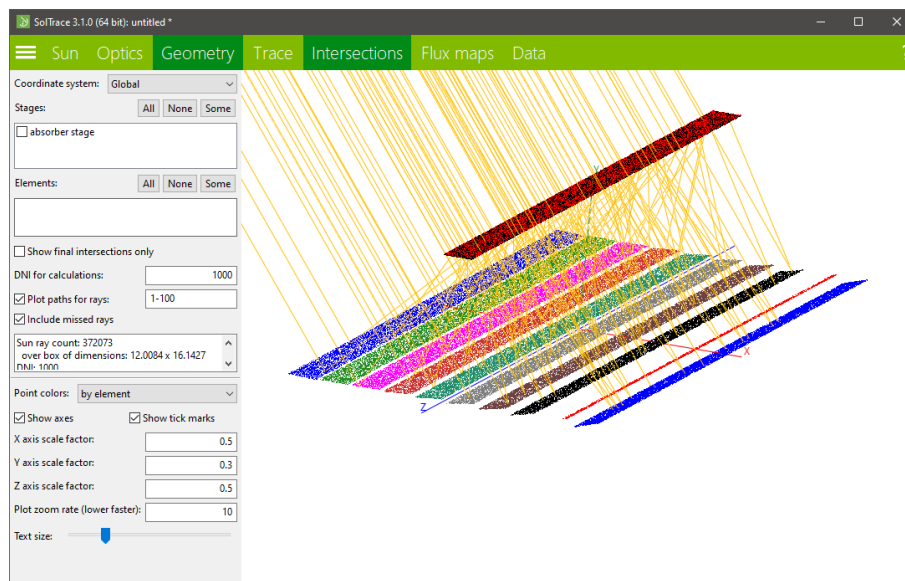 SolTrace 3.1.0 (64 bit): untitled *
Sun Optics Geometry Trace Intersections Flux maps Data ?
Coordinate system: Global
Stages: All None Some
absorber stage
Elements: All None Some
Show final intersections only
DNI for calculations: 1000
Plot paths for rays: 1-100
Include missed rays
Sun ray count: 372073
over box of dimensions: 12.0084 x 16.1427
DNI: 1000
Point colors: by element
Show axes Show tick marks
X axis scale factor: 0.5
Y axis scale factor: 0.3
Z axis scale factor: 0.5
Plot zoom rate (lower faster): 10
Text size:
Y
X
Z